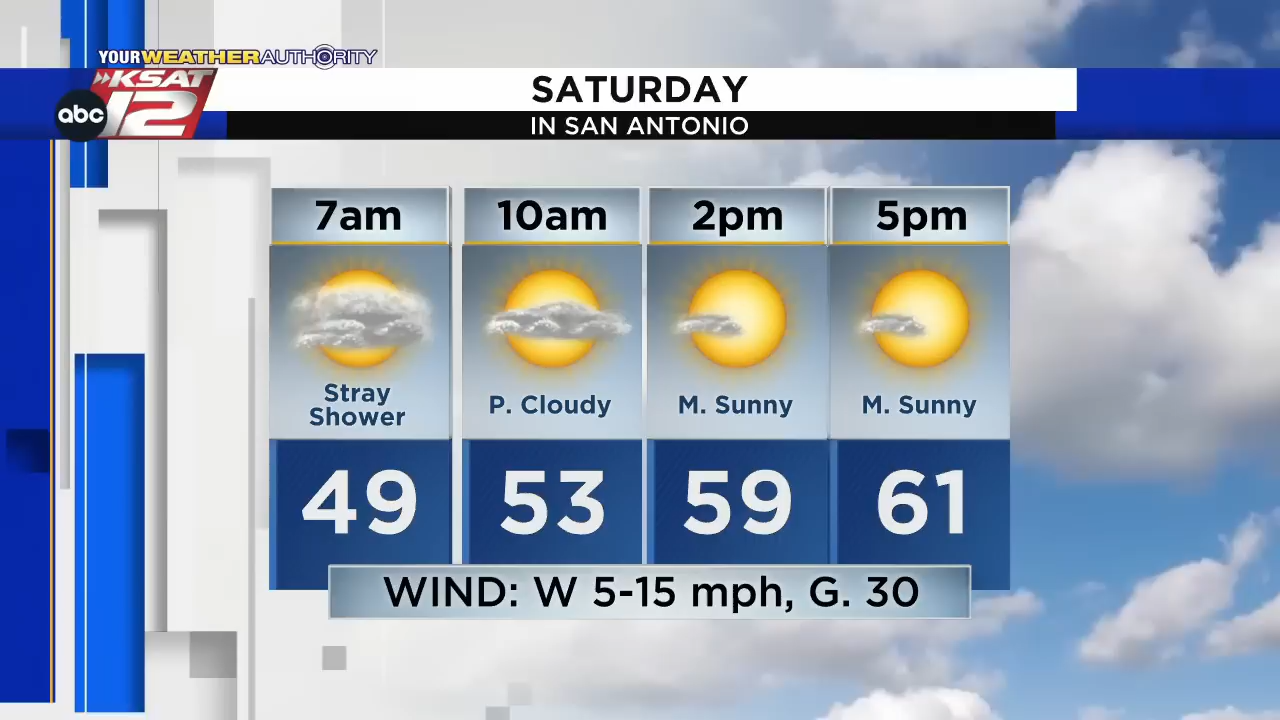 YOUR WEATHER AUTHORITY
KSAT
abc 12
SATURDAY
IN SAN ANTONIO
7am 10am 2pm 5pm
Stray
Shower
P. Cloudy M. Sunny M. Sunny
49 53 59 61
WIND: W 5-15 mph, G. 30